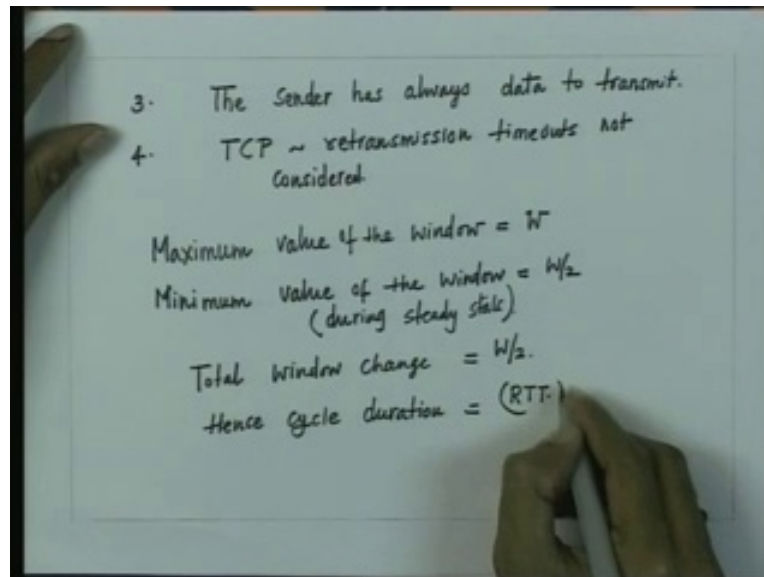 3. The Sender has always data to transmit.
4. TCP ~ retransmission timeouts not
considered
Maximum value of the window = W
Minimum value of the window = W/2
(during steady state)
Total window change = W/2.
Hence cycle duration = (RTT.)